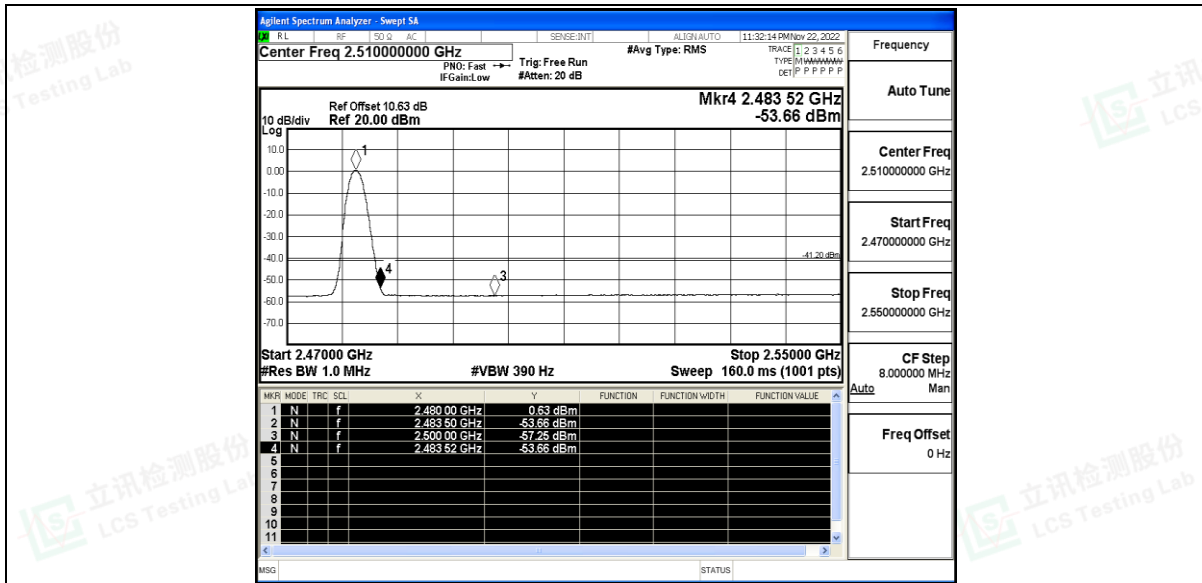 Agilent Spectrum Analyzer - Swept SA
RL RF 50 Ω AC SENSE:INT ALIGN AUTO 11:32:14 PM Nov 22, 2022
Center Freq 2.510000000 GHz
PNO: Fast
IFGain:Low
Trig: Free Run
#Atten: 20 dB
#Avg Type: RMS
TRACE 1 2 3 4 5 6
TYPE M WWWWW
DET P P P P P P
Ref Offset 10.63 dB
10 dB/div Ref 20.00 dBm
Log
Mkr4 2.483 52 GHz
-53.66 dBm
10.0
0.00
-10.0
-20.0
-30.0
-40.0
-50.0
-60.0
-70.0
1
4
3
-41.20 dBm
Start 2.47000 GHz Stop 2.55000 GHz
#Res BW 1.0 MHz #VBW 390 Hz Sweep 160.0 ms (1001 pts)
MKR MODE TRC SCL X Y FUNCTION FUNCTION WIDTH FUNCTION VALUE
1 N f 2.480 00 GHz 0.63 dBm
2 N f 2.483 50 GHz -53.66 dBm
3 N f 2.500 00 GHz -57.25 dBm
4 N f 2.483 52 GHz -53.66 dBm
5
6
7
8
9
10
11
MSG STATUS
Frequency
Auto Tune
Center Freq
2.510000000 GHz
Start Freq
2.470000000 GHz
Stop Freq
2.550000000 GHz
CF Step
8.000000 MHz
Auto Man
Freq Offset
0 Hz
讯检测股份
S Testing Lab
立讯
LCS
立讯检测股份
LCS Testing Lab
立讯检测股份
LCS Testing Lab